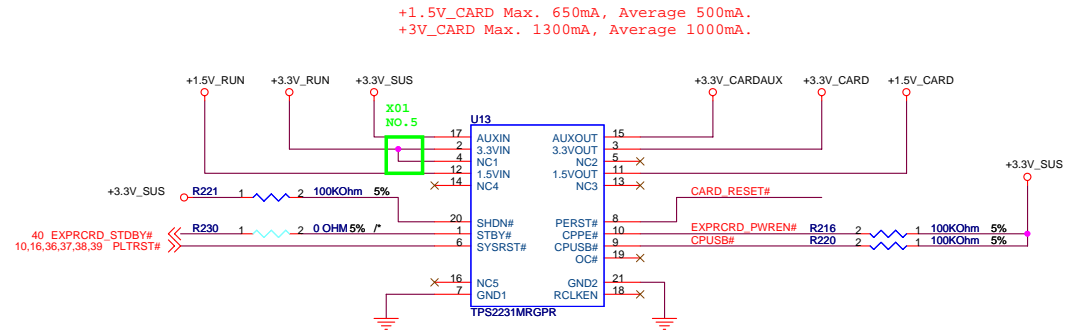 +1.5V_CARD Max. 650mA, Average 500mA.
+3V_CARD Max. 1300mA, Average 1000mA.
+1.5V_RUN +3.3V_RUN +3.3V_SUS +3.3V_CARDAUX +3.3V_CARD +1.5V_CARD
X01
NO.5
U13
17 AUXIN AUXOUT 15
2 3.3VIN 3.3VOUT 3
4 NC1 NC2 5
12 1.5VIN 1.5VOUT 11
14 NC4 NC3 13
+3.3V_SUS
+3.3V_SUS R221 1 2 100KOhm 5% CARD_RESET#
20 SHDN# PERST# 8
40 EXPRCRD_STDBY# R230 1 2 0 OHM 5% /* 1 STBY# CPPE# 10 EXPRCRD_PWREN# R216 2 1 100KOhm 5%
10,16,36,37,38,39 PLTRST# 6 SYSRST# CPUSB# 9 CPUSB# R220 2 1 100KOhm 5%
OC# 19
16 NC5 GND2 21
7 GND1 RCLKEN 18
TPS2231MRGPR